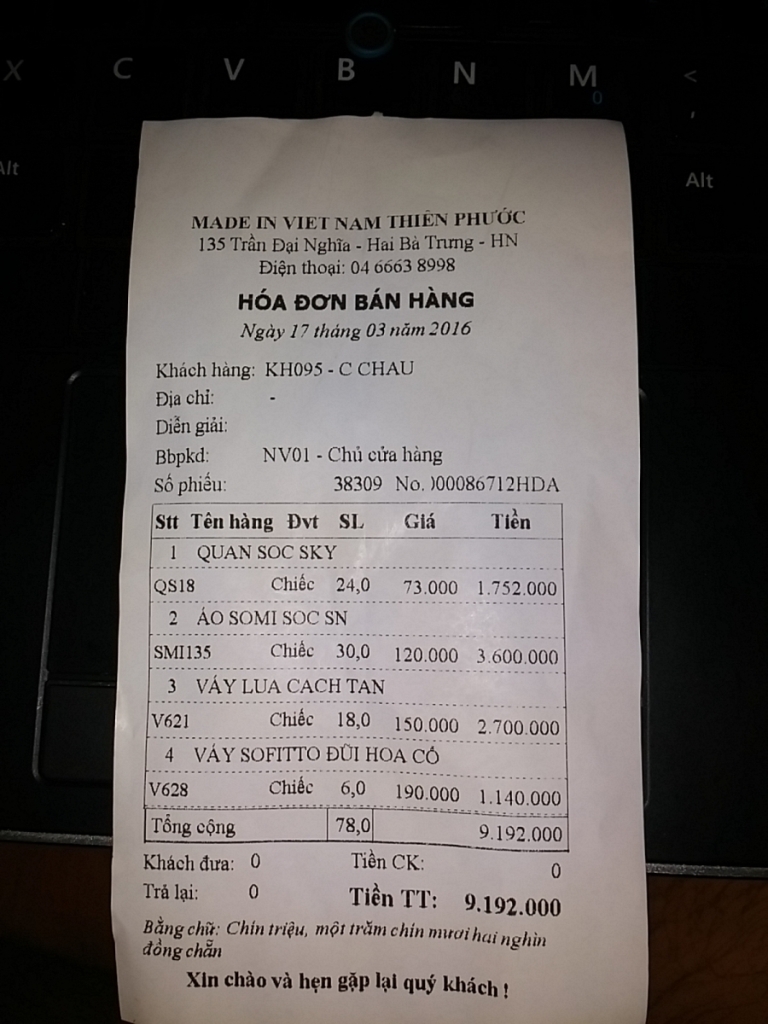 X C V B N M <
0 ,
Alt Alt
MADE IN VIET NAM THIÊN PHƯỚC
135 Trần Đại Nghĩa - Hai Bà Trưng - HN
Điện thoại: 04 6663 8998
HÓA ĐƠN BÁN HÀNG
Ngày 17 tháng 03 năm 2016
Khách hàng: KH095 - C CHAU
Địa chỉ: -
Diễn giải:
Bbpkd: NV01 - Chủ cửa hàng
Số phiếu: 38309 No. )00086712HDA
Stt Tên hàng Đvt SL Giá Tiền
1 QUAN SOC SKY
QS18 Chiếc 24,0 73.000 1.752.000
2 ÁO SOMI SOC SN
SMI135 Chiếc 30,0 120.000 3.600.000
3 VÁY LUA CACH TAN
V621 Chiếc 18,0 150.000 2.700.000
4 VÁY SOFITTO ĐŨI HOA CÔ
V628 Chiếc 6,0 190.000 1.140.000
Tổng cộng 78,0 9.192.000
Khách đưa: 0 Tiền CK: 0
Trả lại: 0 Tiền TT: 9.192.000
Bằng chữ: Chín triệu, một trăm chín mươi hai nghìn
đồng chẵn
Xin chào và hẹn gặp lại quý khách !